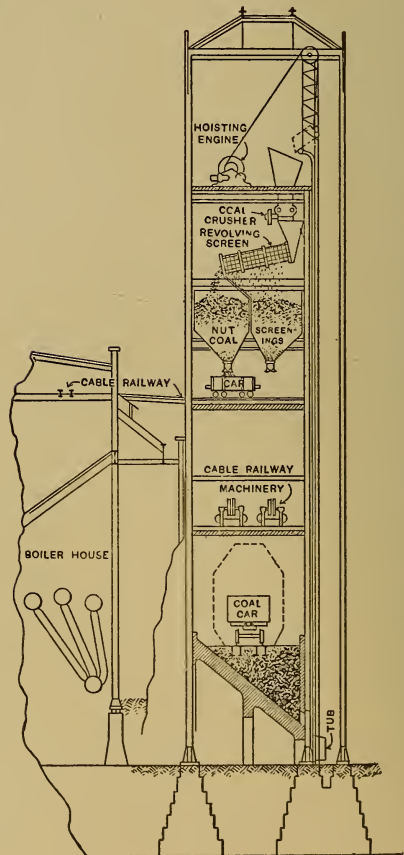 HOISTING
ENGINE
COAL
CRUSHER
REVOLVING
SCREEN
NUT
COAL
SCREEN-
INGS
CAR
CABLE RAILWAY
CABLE RAILWAY
MACHINERY
BOILER HOUSE
COAL
CAR
TUB